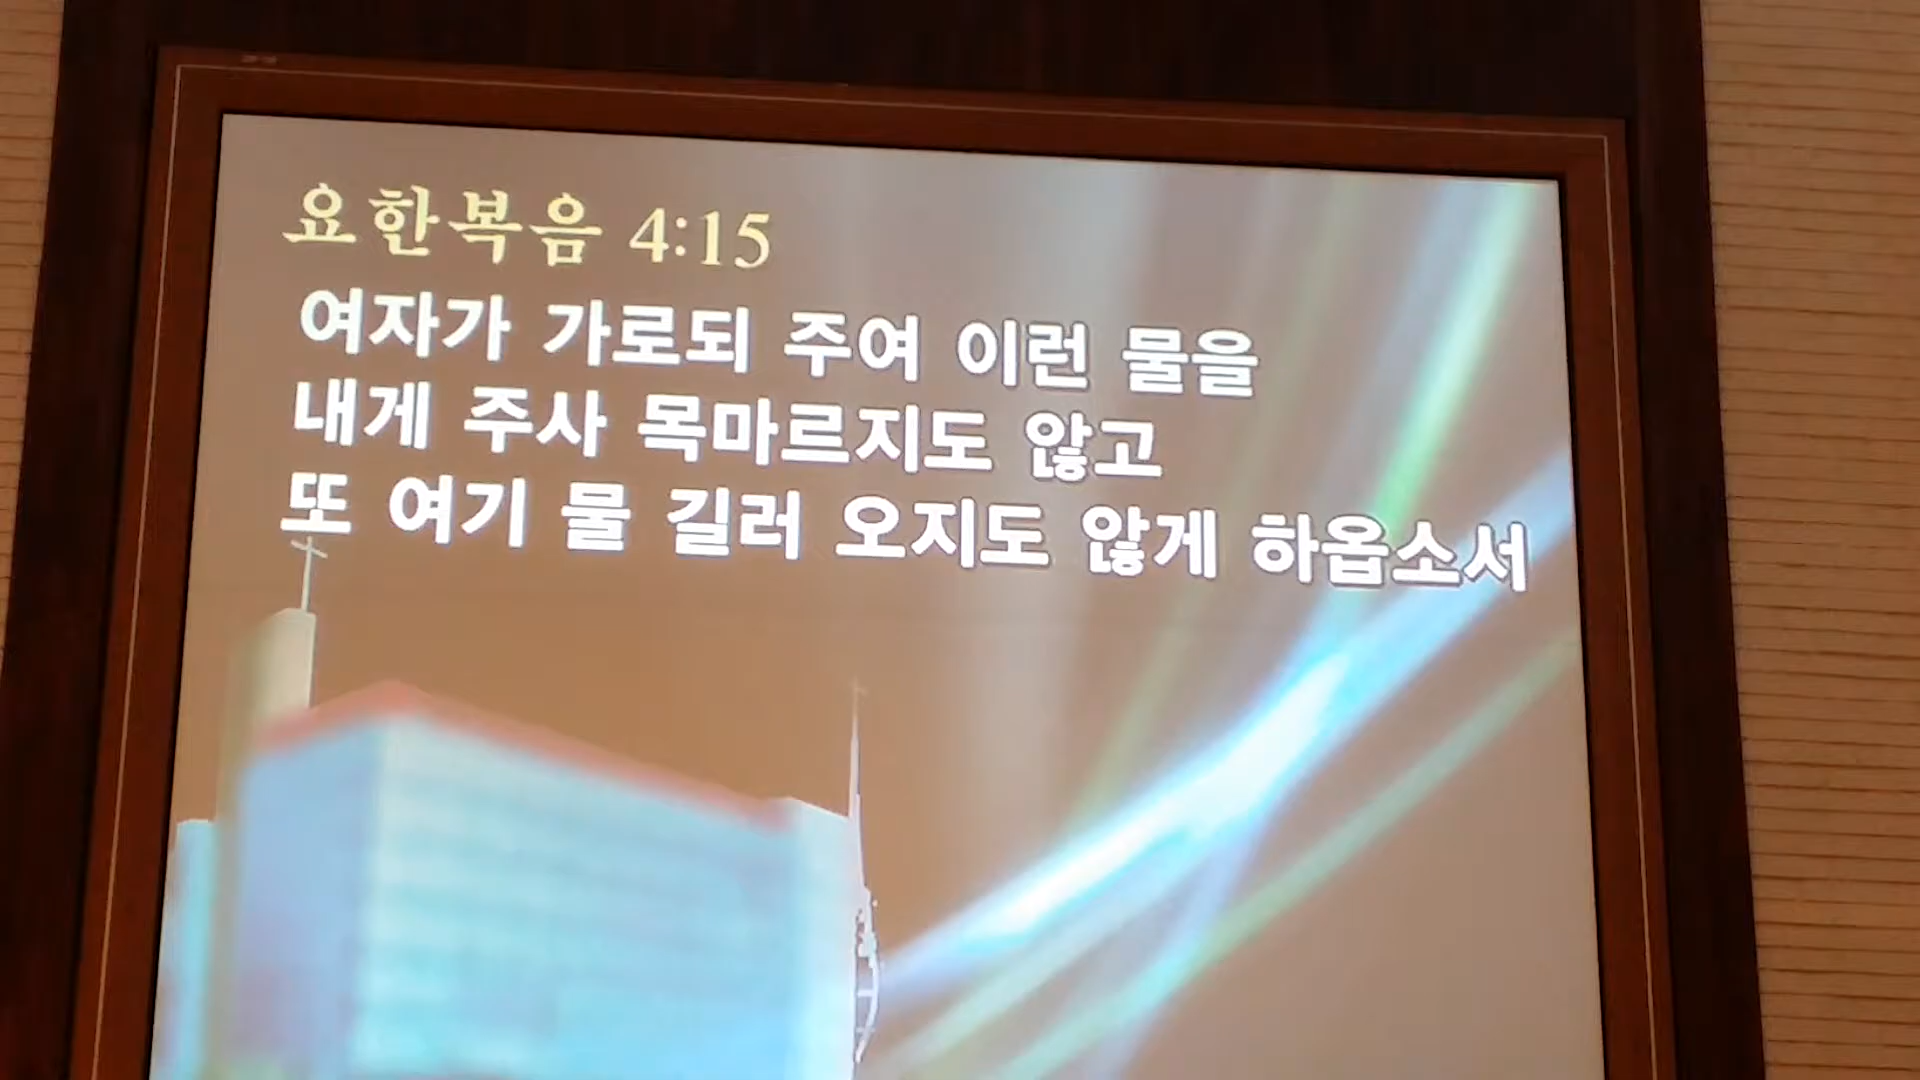 요한복음 4:15
여자가 가로되 주여 이런 물을
내게 주사 목마르지도 않고
또 여기 물 길러 오지도 않게 하옵소서